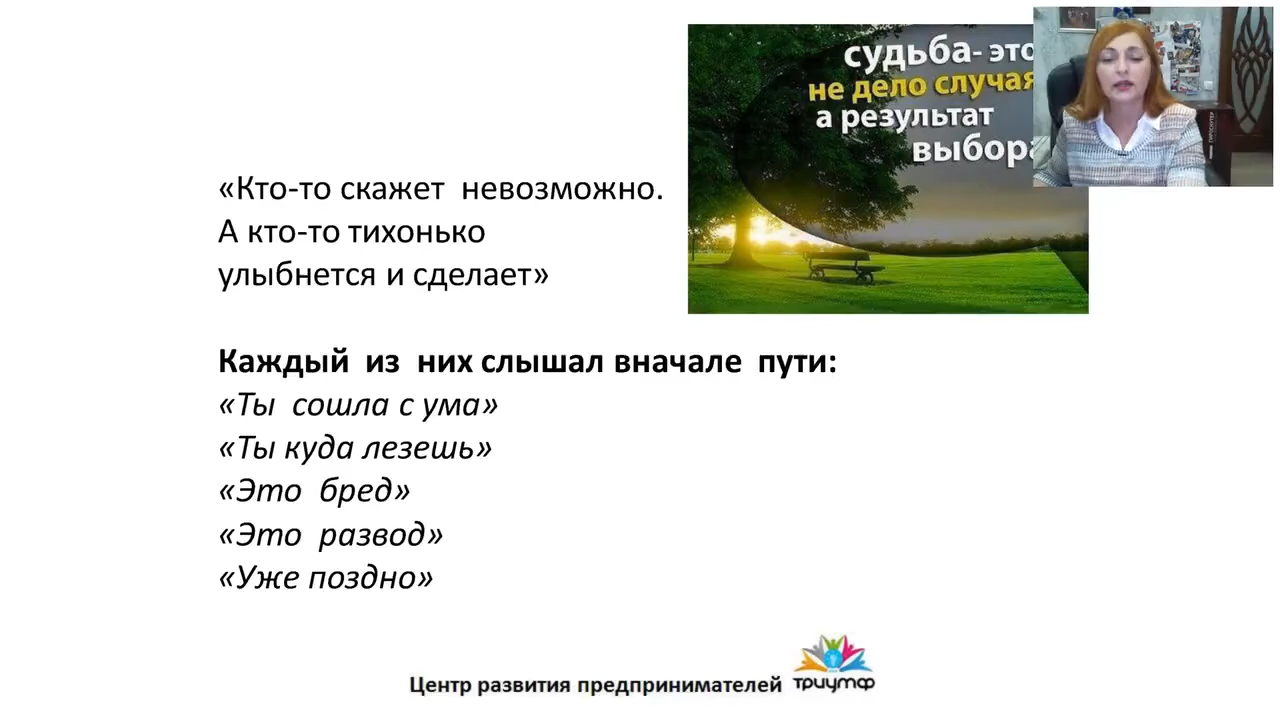 судьба- это
не дело случая
а результат
выбора
«Кто-то скажет невозможно.
А кто-то тихонько
улыбнется и сделает»
Каждый из них слышал вначале пути:
«Ты сошла с ума»
«Ты куда лезешь»
«Это бред»
«Это развод»
«Уже поздно»
Центр развития предпринимателей
триумф